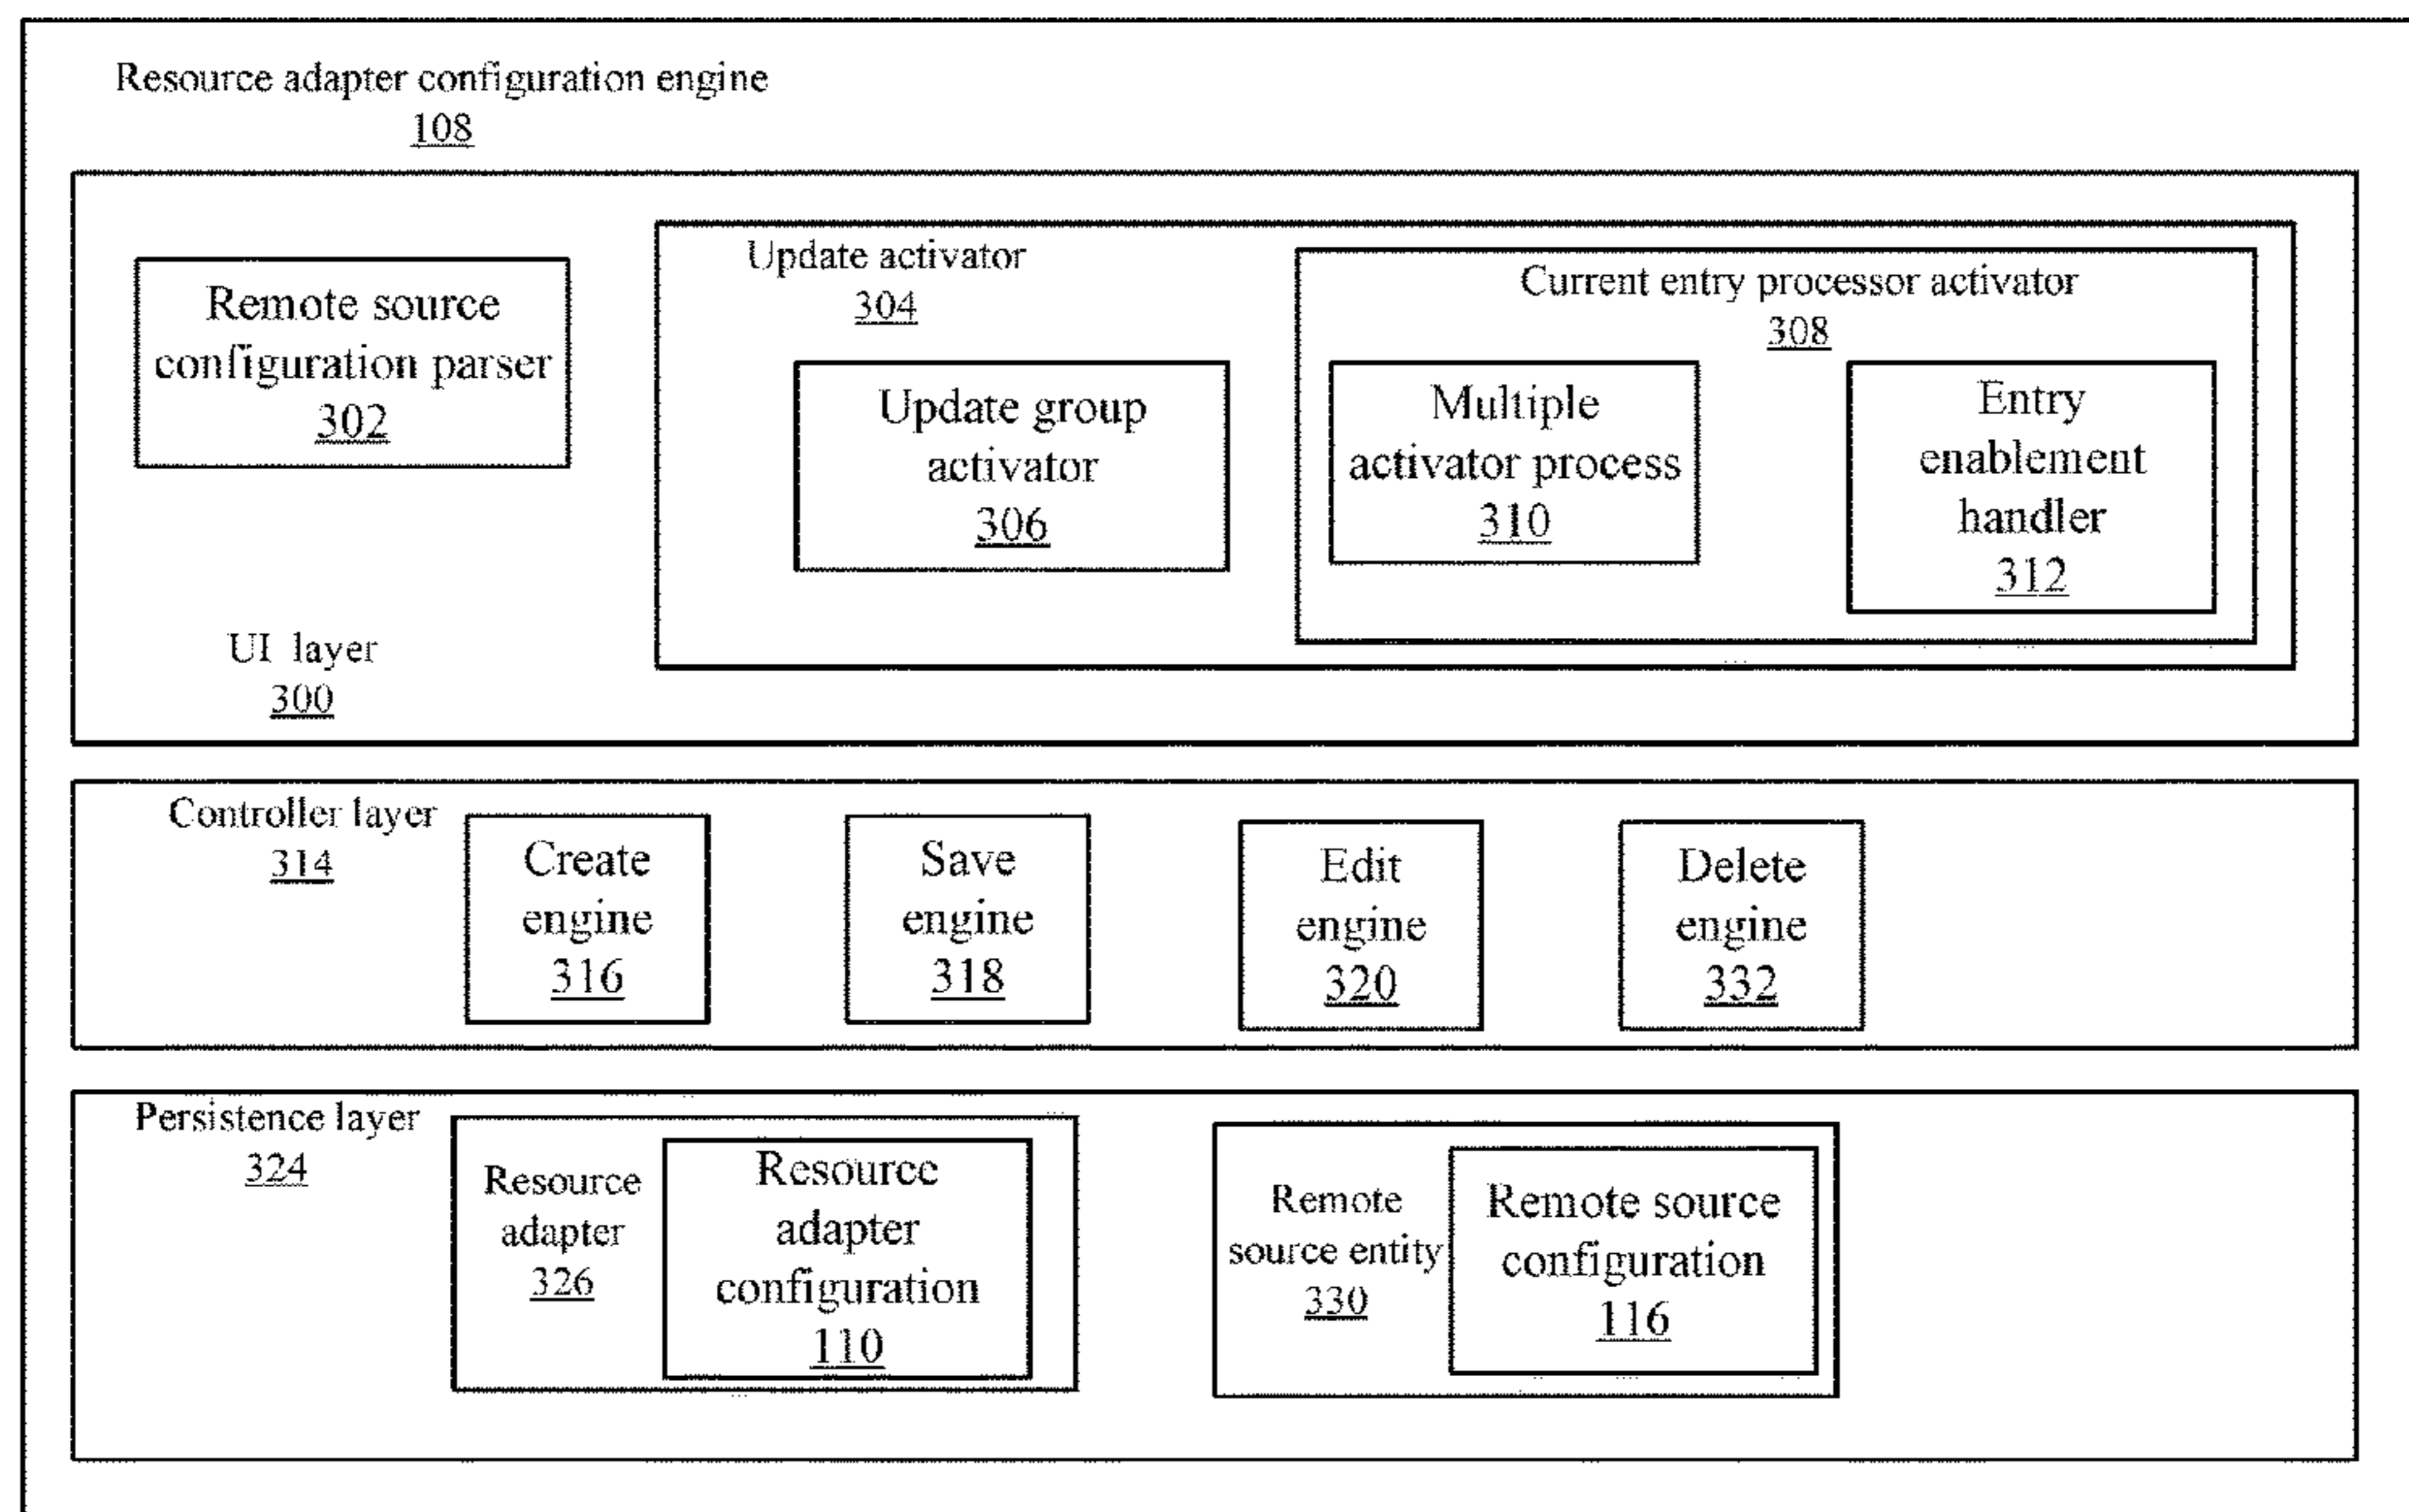 Resource adapter configuration engine
108
Remote source
configuration parser
302
UI layer
300
Update activator
304
Update group
activator
306
Current entry processor activator
308
Multiple
activator process
310
Entry
enablement
handler
312
Controller layer
314
Create
engine
316
Save
engine
318
Edit
engine
320
Delete
engine
332
Persistence layer
324
Resource
adapter
326
Resource
adapter
configuration
110
Remote
source entity
330
Remote source
configuration
116